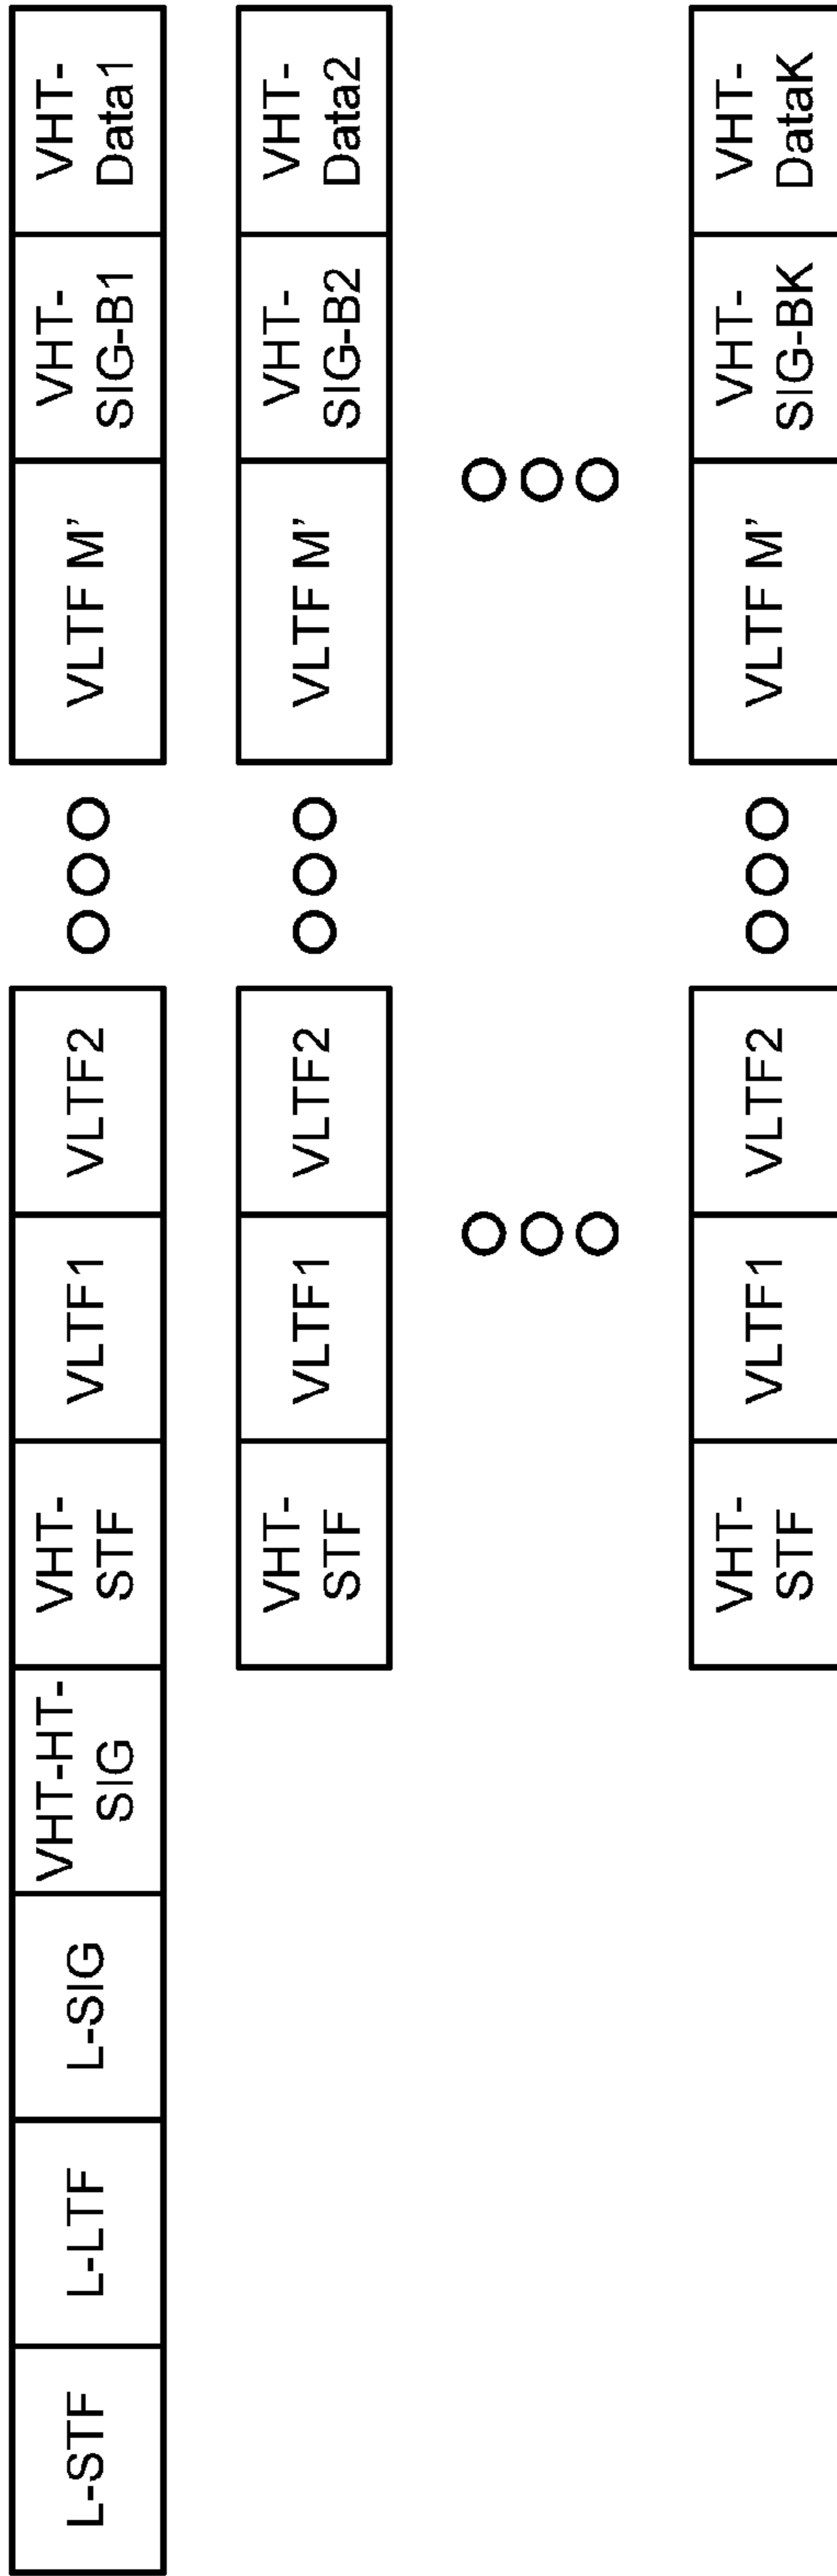 L-STF
L-LTF
L-SIG
VHT-HT-
SIG
VHT-
STF
VLTF1
VLTF2
VLTF M'
VHT-
SIG-B1
VHT-
Data1
VHT-
STF
VLTF1
VLTF2
VLTF M'
VHT-
SIG-B2
VHT-
Data2
VHT-
STF
VLTF1
VLTF2
VLTF M'
VHT-
SIG-BK
VHT-
DataK